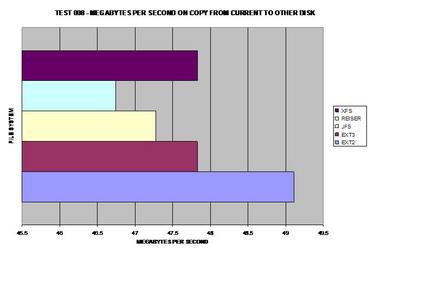 TEST 008 - MEGABYTES PER SECOND ON COPY FROM CURRENT TO OTHER DISK
FILE SYSTEM
XFS
REISER
JFS
EXT3
EXT2
45.5 46 46.5 47 47.5 48 48.5 49 49.5
MEGABYTES PER SECOND